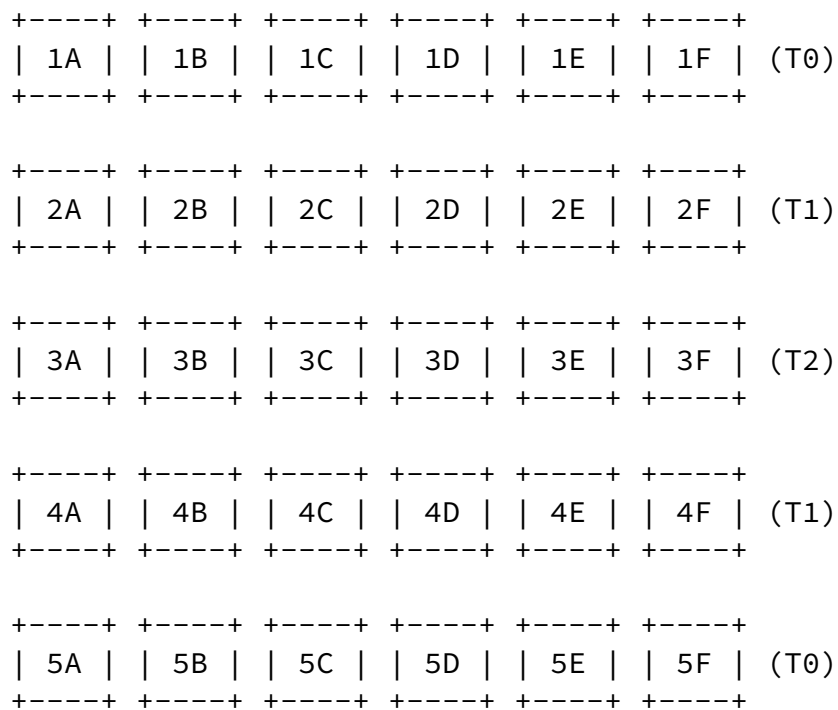 +----+ +----+ +----+ +----+ +----+ +----+
| 1A | | 1B | | 1C | | 1D | | 1E | | 1F | (T0)
+----+ +----+ +----+ +----+ +----+ +----+

+----+ +----+ +----+ +----+ +----+ +----+
| 2A | | 2B | | 2C | | 2D | | 2E | | 2F | (T1)
+----+ +----+ +----+ +----+ +----+ +----+

+----+ +----+ +----+ +----+ +----+ +----+
| 3A | | 3B | | 3C | | 3D | | 3E | | 3F | (T2)
+----+ +----+ +----+ +----+ +----+ +----+

+----+ +----+ +----+ +----+ +----+ +----+
| 4A | | 4B | | 4C | | 4D | | 4E | | 4F | (T1)
+----+ +----+ +----+ +----+ +----+ +----+

+----+ +----+ +----+ +----+ +----+ +----+
| 5A | | 5B | | 5C | | 5D | | 5E | | 5F | (T0)
+----+ +----+ +----+ +----+ +----+ +----+